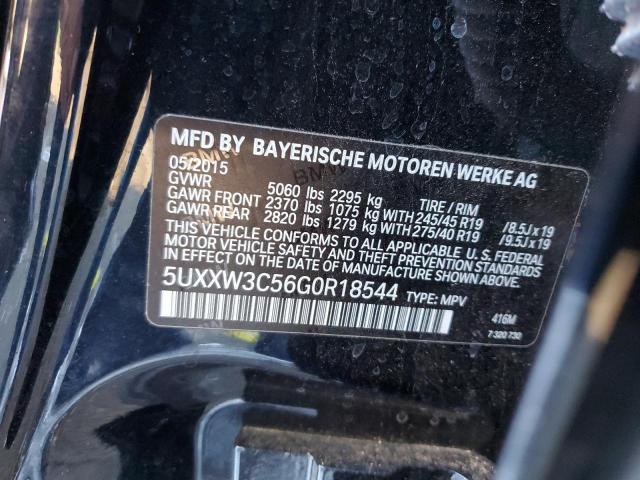 MFD BY BAYERISCHE MOTOREN WERKE AG
05/2015
GVWR 5060 lbs 2295 kg TIRE / RIM
GAWR FRONT 2370 lbs 1075 kg WITH 245/45 R19 /8.5J x 19
GAWR REAR 2820 lbs 1279 kg WITH 275/40 R19 /9.5J x 19
THIS VEHICLE CONFORMS TO ALL APPLICABLE U. S. FEDERAL
MOTOR VEHICLE SAFETY AND THEFT PREVENTION STANDARDS
IN EFFECT ON THE DATE OF MANUFACTURE SHOWN ABOVE.
5UXXW3C56G0R18544 TYPE: MPV
416M
7 320 730